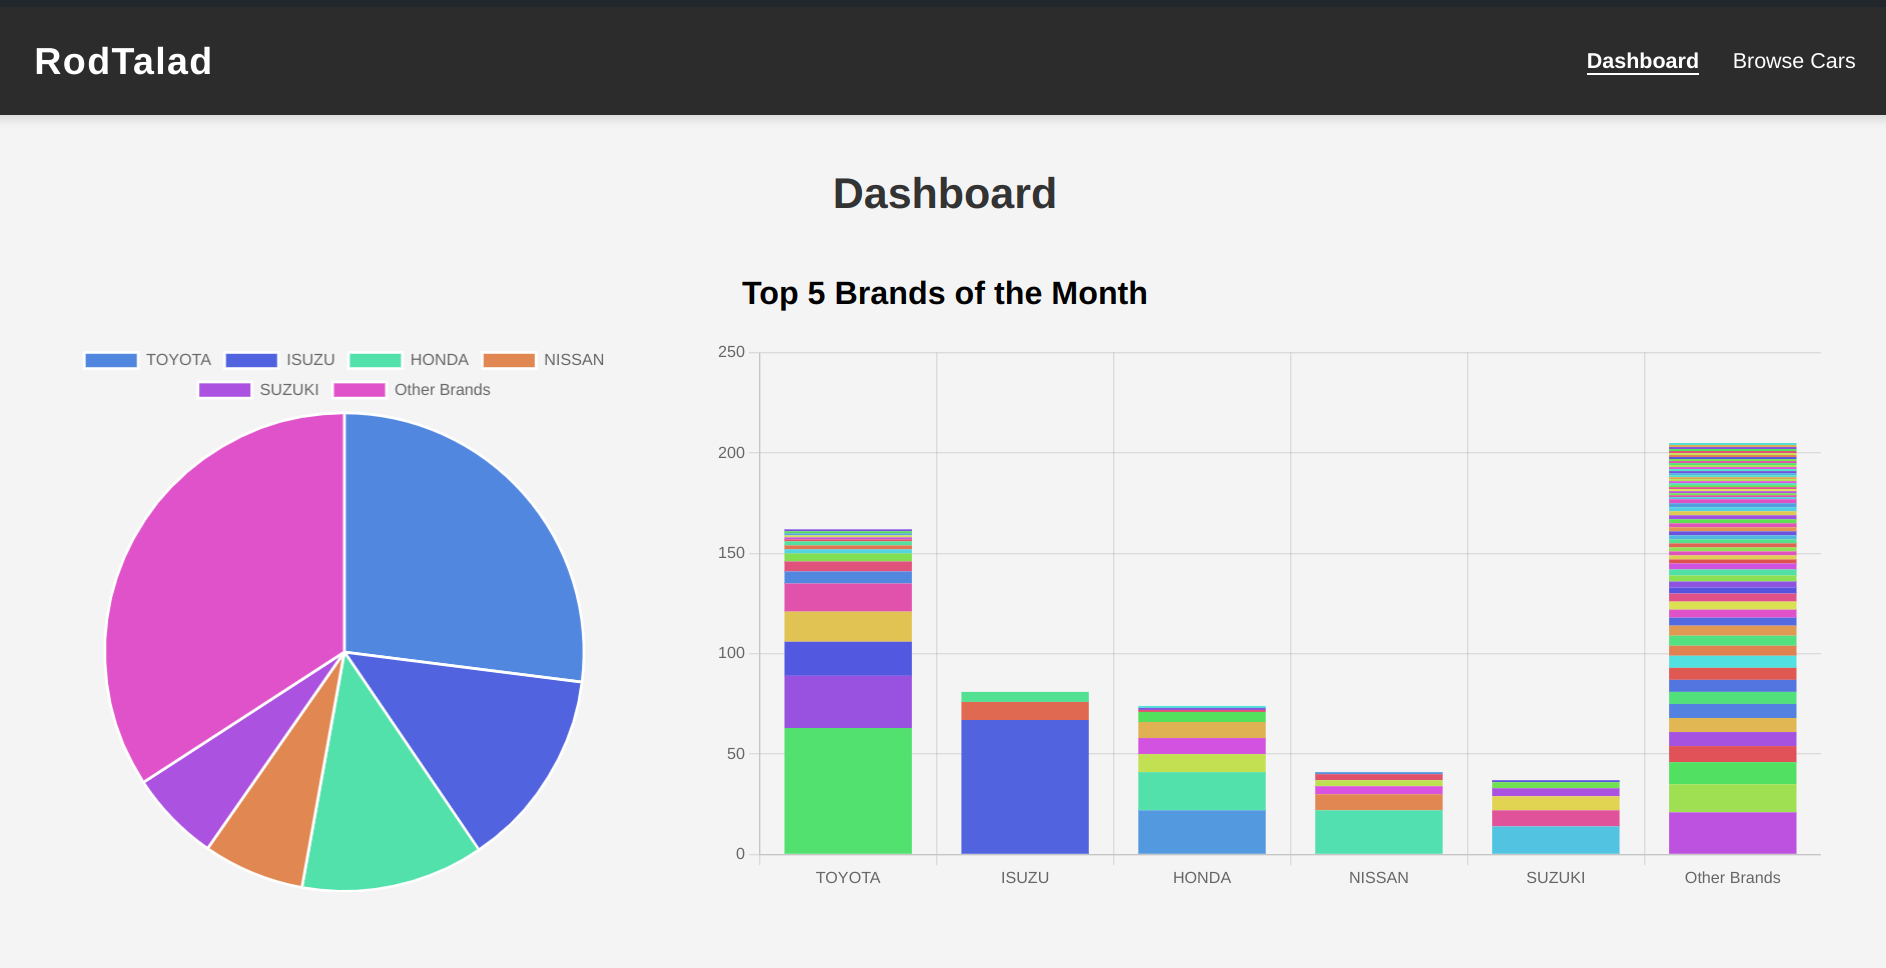 RodTalad
Dashboard Browse Cars
Dashboard
Top 5 Brands of the Month
TOYOTA ISUZU HONDA NISSAN
SUZUKI Other Brands
250
200
150
100
50
0
TOYOTA ISUZU HONDA NISSAN SUZUKI Other Brands